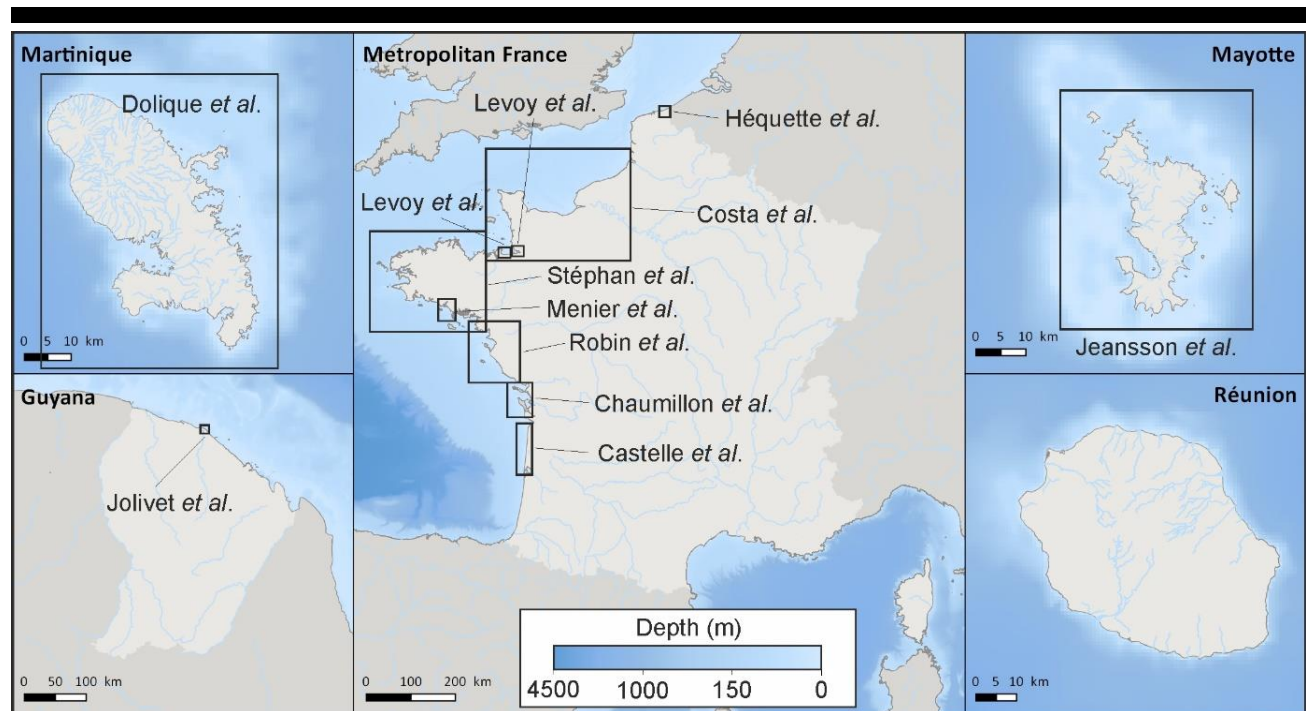 Martinique
Dolique et al.
0 5 10 km
Guyana
Jolivet et al.
0 50 100 km
Metropolitan France
Levoy et al.
Héquette et al.
Levoy et al.
Costa et al.
Stéphan et al.
Menier et al.
Robin et al.
Chaumillon et al.
Castelle et al.
Depth (m)
4500 1000 150 0
0 100 200 km
Mayotte
0 5 10 km
Jeansson et al.
Réunion
0 5 10 km